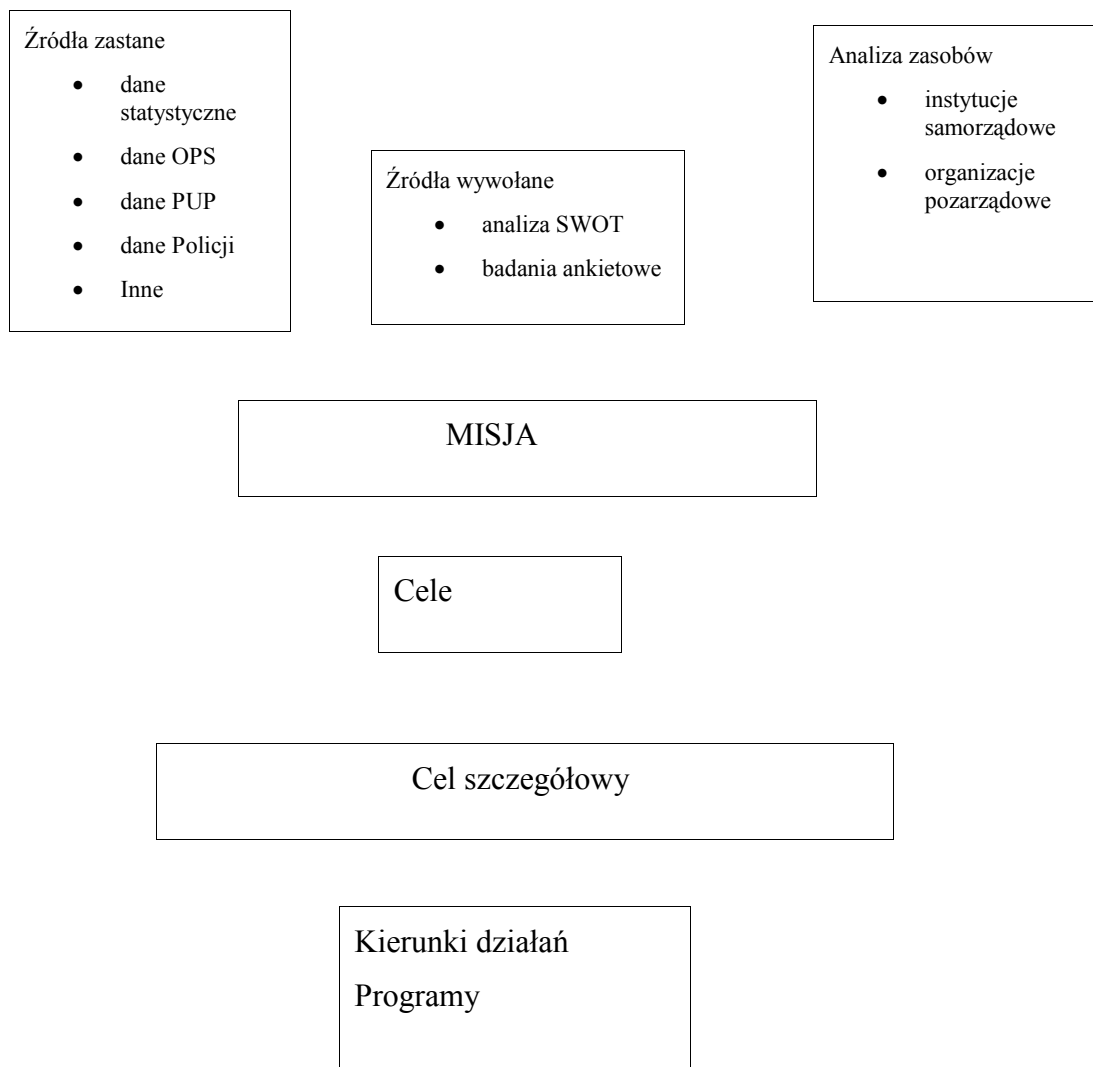 Źródła zastane
• dane
statystyczne
• dane OPS
• dane PUP
• dane Policji
• Inne
Źródła wywołane
• analiza SWOT
• badania ankietowe
Analiza zasobów
• instytucje
samorządowe
• organizacje
pozarządowe
MISJA
Cele
Cel szczegółowy
Kierunki działań
Programy